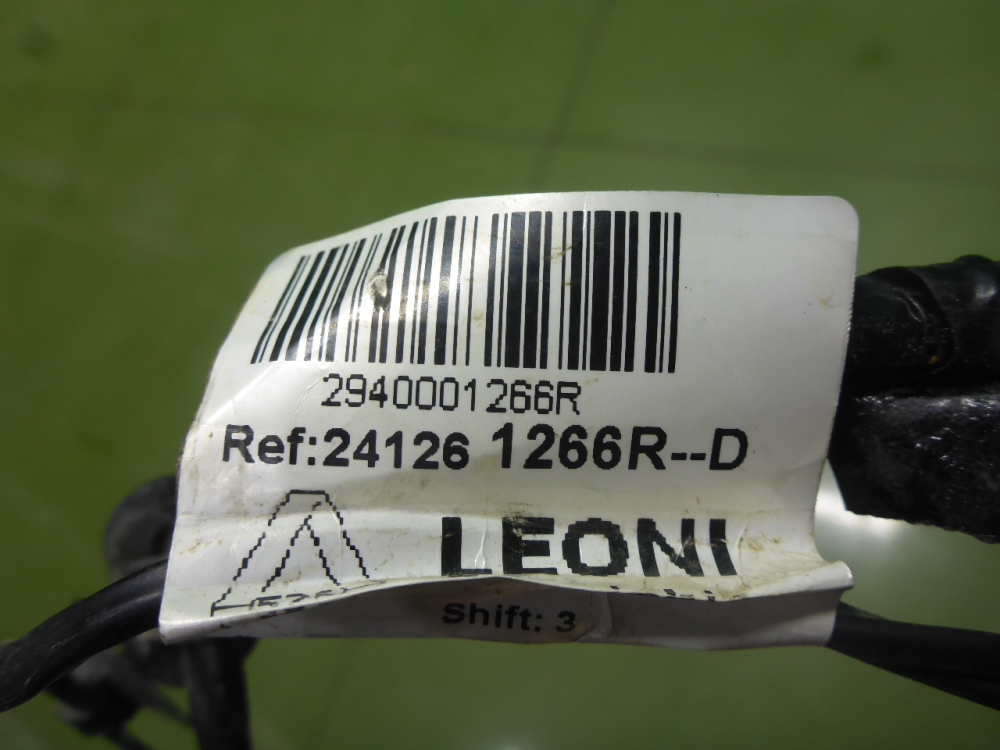 2940001266R
Ref:24126 1266R--D
LEONI
Shift: 3